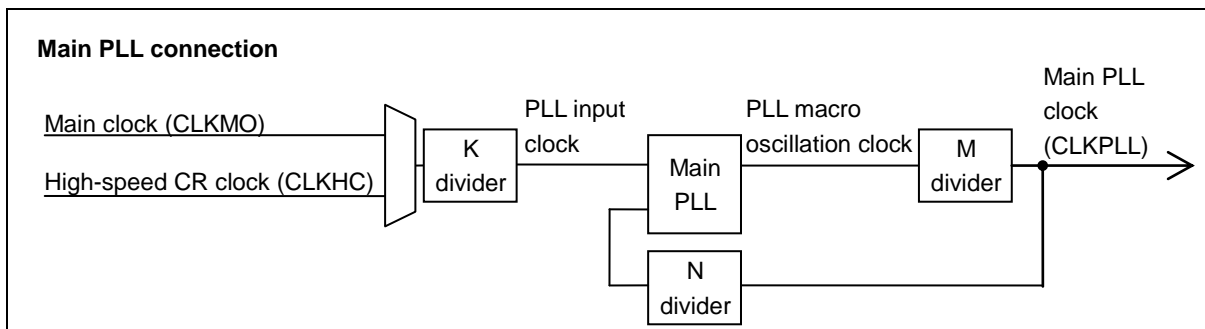 Main PLL connection
Main clock (CLKMO)
High-speed CR clock (CLKHC)
K
divider
PLL input
clock
Main
PLL
PLL macro
oscillation clock
M
divider
Main PLL
clock
(CLKPLL)
N
divider